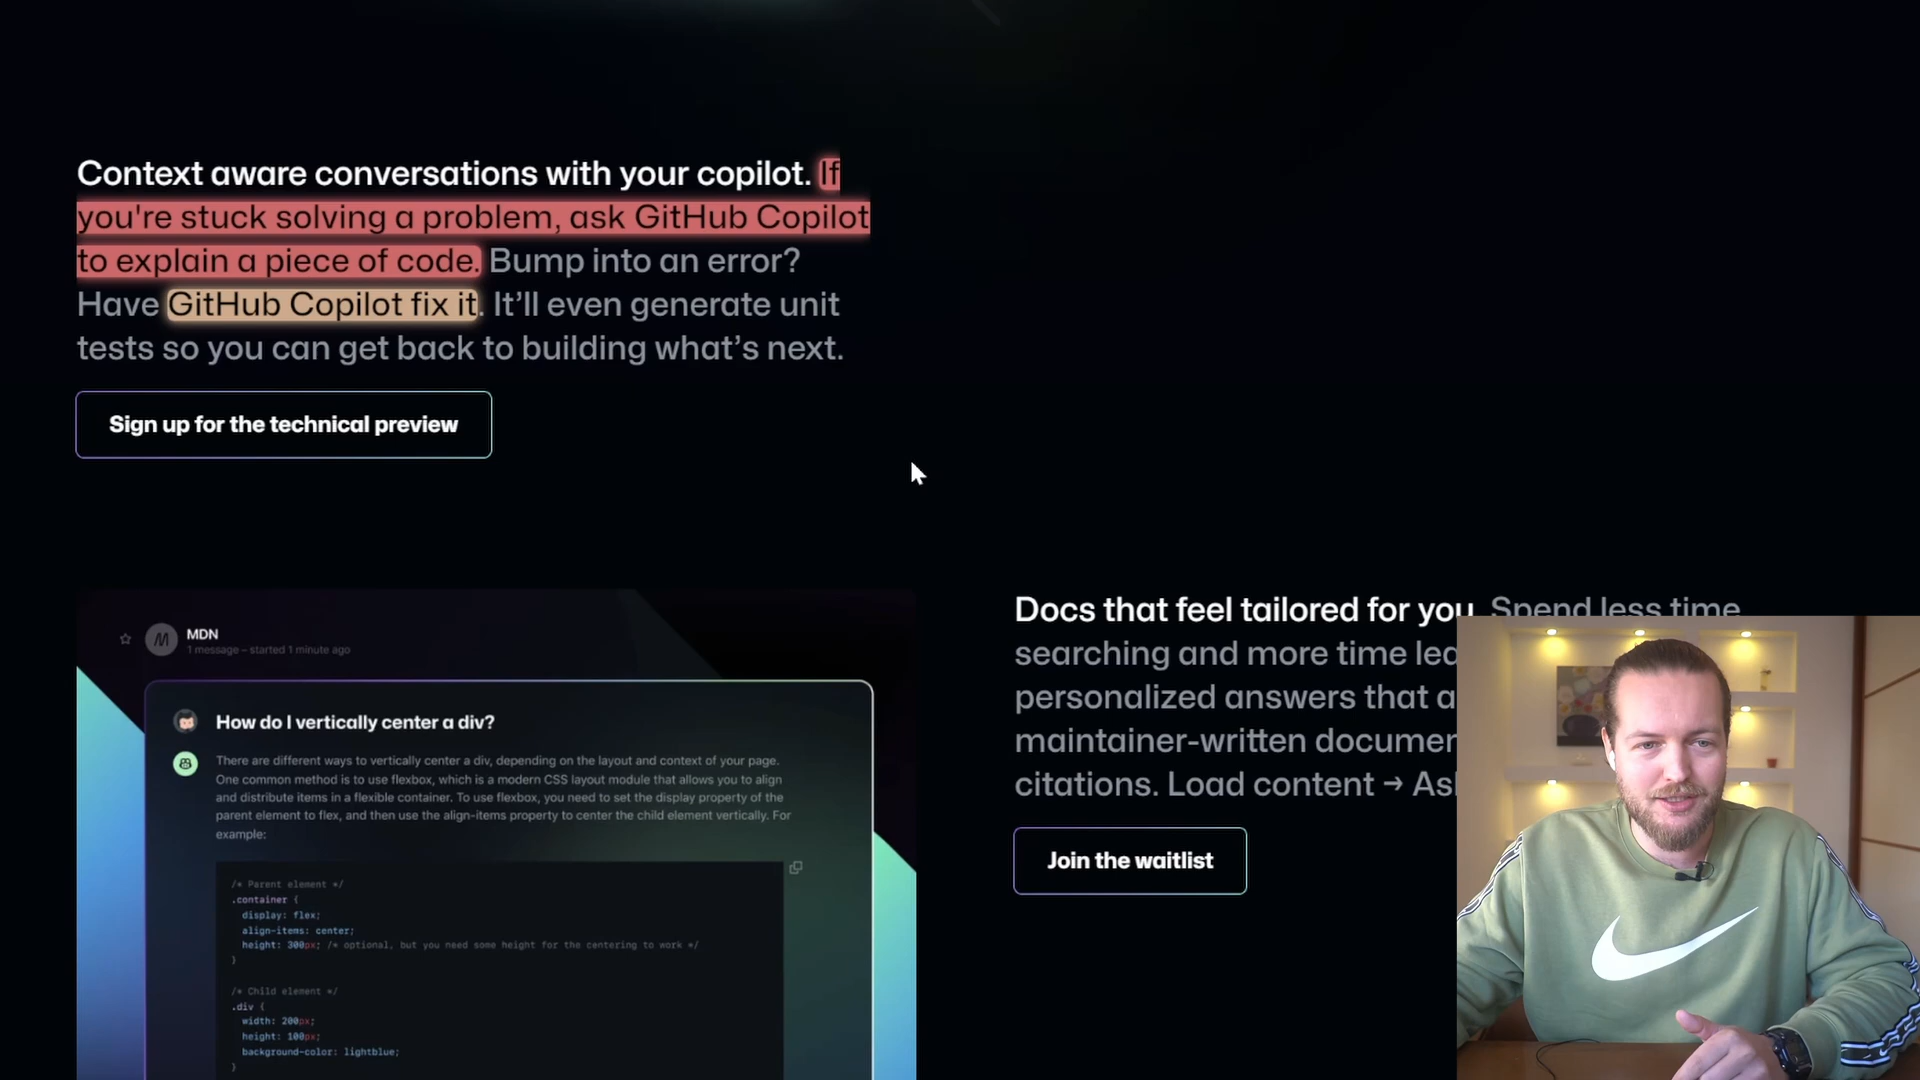 Context aware conversations with your copilot. If
you're stuck solving a problem, ask GitHub Copilot
to explain a piece of code. Bump into an error?
Have GitHub Copilot fix it. It’ll even generate unit
tests so you can get back to building what’s next.
Sign up for the technical preview
MDN
1 message – started 1 minute ago
How do I vertically center a div?
There are different ways to vertically center a div, depending on the layout and context of your page.
One common method is to use flexbox, which is a modern CSS layout module that allows you to align
and distribute items in a flexible container. To use flexbox, you need to set the display property of the
parent element to flex, and then use the align-items property to center the child element vertically. For
example:
/* Parent element */
.container {
display: flex;
align-items: center;
height: 300px; /* optional, but you need some height for the centering to work */
}
/* Child element */
.div {
width: 200px;
height: 100px;
background-color: lightblue;
}
Docs that feel tailored for you. Spend less time
searching and more time
personalized answers that
maintainer-written
citations. Load content →
Join the waitlist